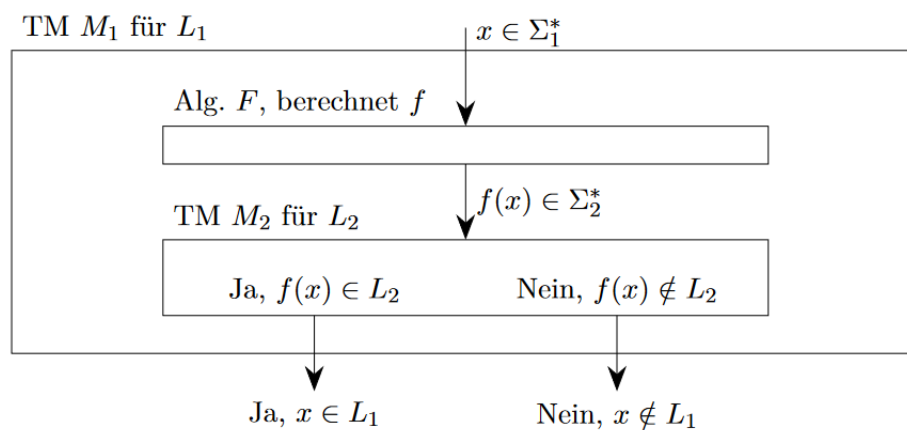 TM M₁ für L₁
x ∈ Σ₁*
Alg. F, berechnet f
f(x) ∈ Σ₂*
TM M₂ für L₂
Ja, f(x) ∈ L₂
Nein, f(x) ∉ L₂
Ja, x ∈ L₁
Nein, x ∉ L₁